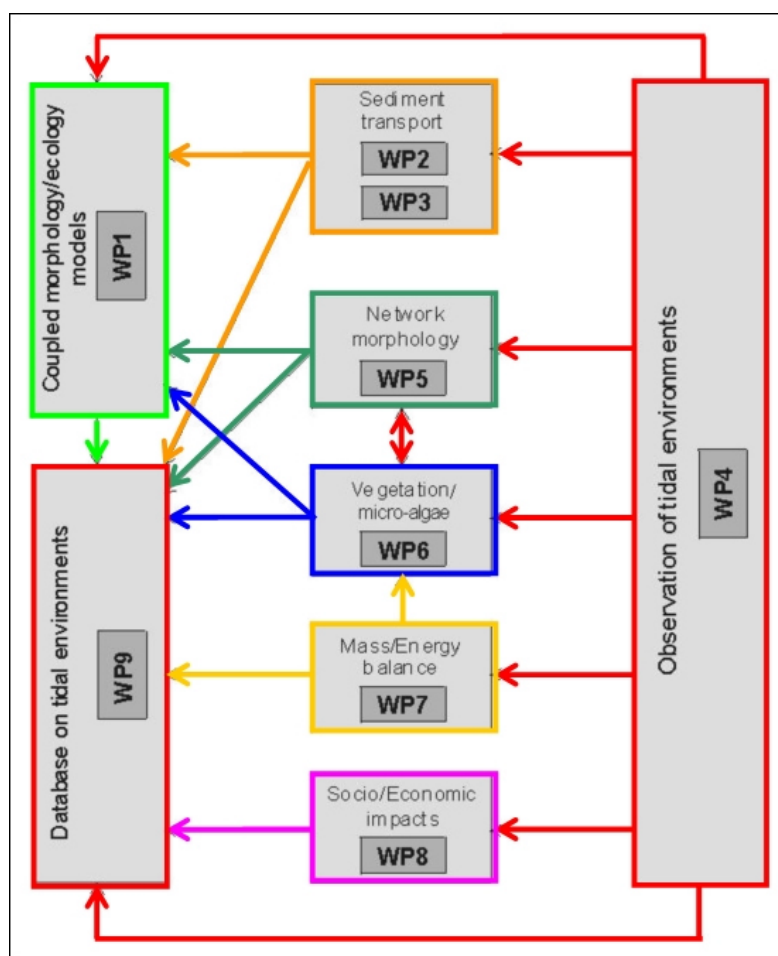 Coupled morphology/ecology
models
WP1
Sediment
transport
WP2
WP3
Network
morphology
WP5
Vegetation/
micro-algae
WP6
Mass/Energy
balance
WP7
Socio/Economic
impacts
WP8
Database on tidal environments
WP9
Observation of tidal environments
WP4